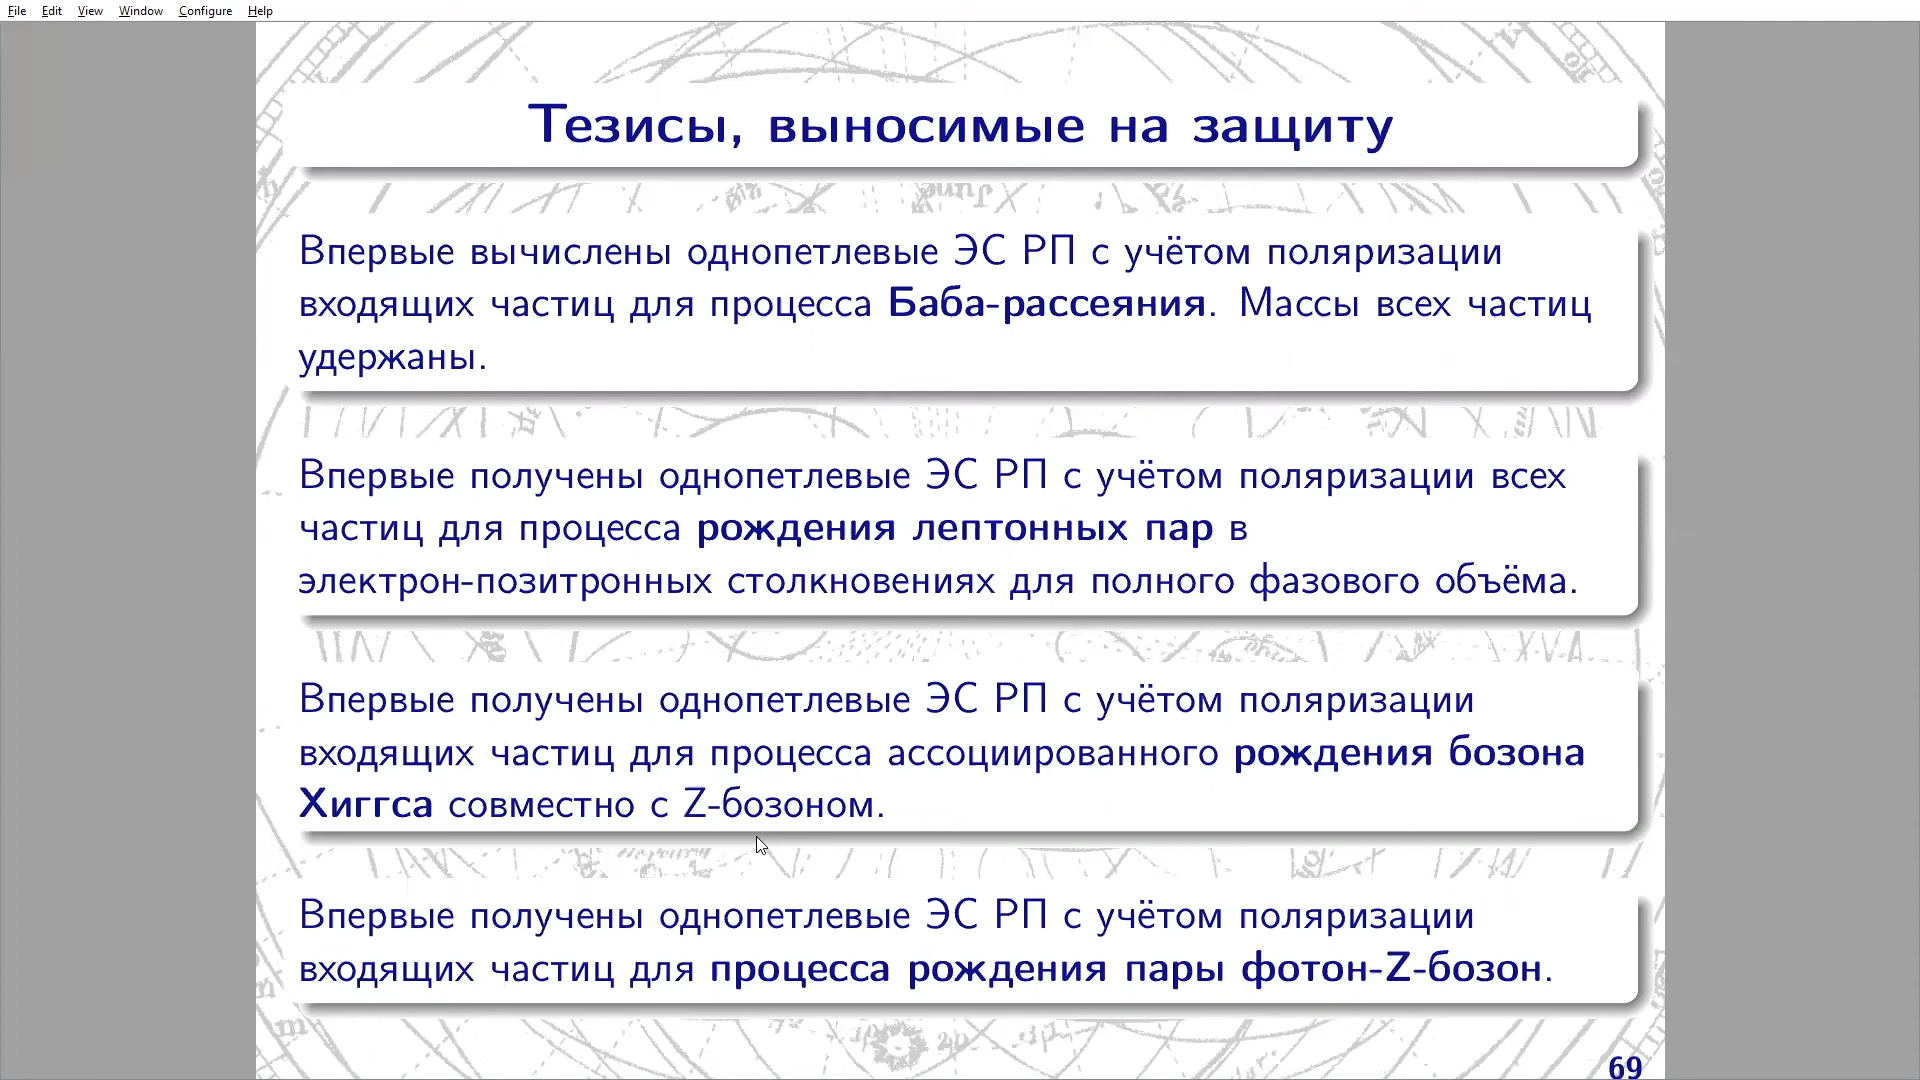 File Edit View Window Configure Help
Тезисы, выносимые на защиту
Впервые вычислены однопетлевые ЭС РП с учётом поляризации
входящих частиц для процесса Баба-рассеяния. Массы всех частиц
удержаны.
Впервые получены однопетлевые ЭС РП с учётом поляризации всех
частиц для процесса рождения лептонных пар в
электрон-позитронных столкновениях для полного фазового объёма.
Впервые получены однопетлевые ЭС РП с учётом поляризации
входящих частиц для процесса ассоциированного рождения бозона
Хиггса совместно с Z-бозоном.
Впервые получены однопетлевые ЭС РП с учётом поляризации
входящих частиц для процесса рождения пары фотон-Z-бозон.
69